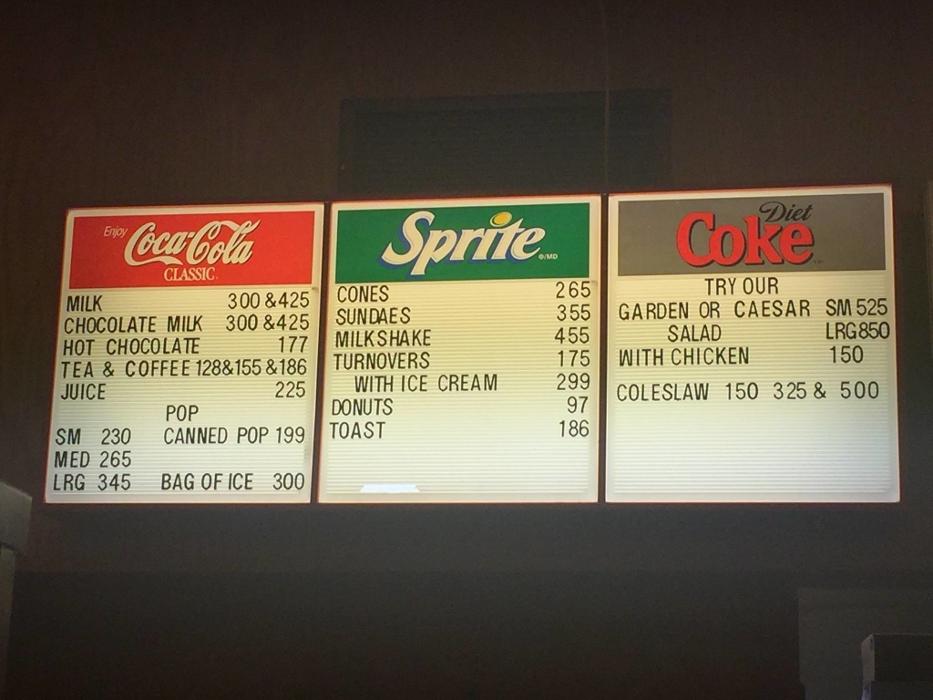 Enjoy
Coca-Cola
CLASSIC
MILK 300 &425
CHOCOLATE MILK 300 &425
HOT CHOCOLATE 177
TEA & COFFEE 128&155 &186
JUICE 225
POP
SM 230 CANNED POP 199
MED 265
LRG 345 BAG OF ICE 300
Sprite ®/MD
CONES 265
SUNDAES 355
MILKSHAKE 455
TURNOVERS 175
WITH ICE CREAM 299
DONUTS 97
TOAST 186
Diet
Coke
TRY OUR
GARDEN OR CAESAR SM 525
SALAD LRG 850
WITH CHICKEN 150
COLESLAW 150 325 & 500